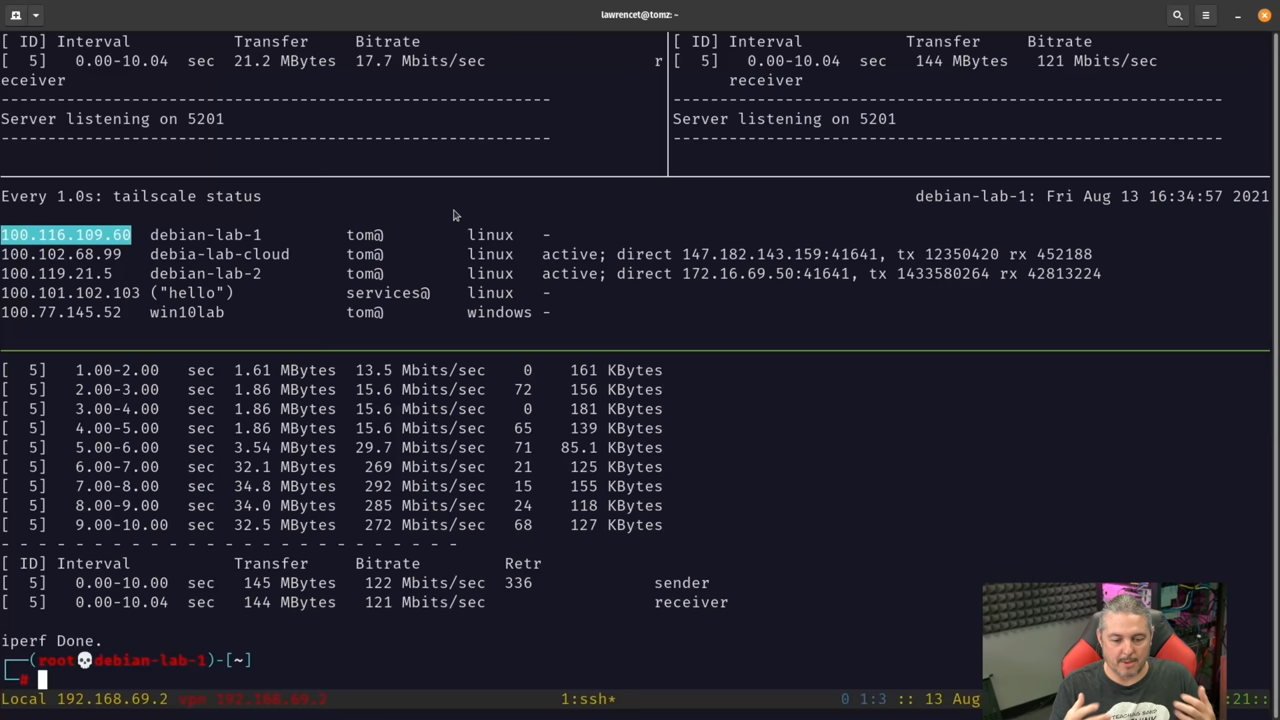 lawrencet@tomz: ~
[ ID] Interval Transfer Bitrate
[ 5] 0.00-10.04 sec 21.2 MBytes 17.7 Mbits/sec r
eceiver
-----------------------------------------------------------
Server listening on 5201
-----------------------------------------------------------
[ ID] Interval Transfer Bitrate
[ 5] 0.00-10.04 sec 144 MBytes 121 Mbits/sec
receiver
-----------------------------------------------------------
Server listening on 5201
-----------------------------------------------------------
Every 1.0s: tailscale status debian-lab-1: Fri Aug 13 16:34:57 2021
100.116.109.60 debian-lab-1 tom@ linux -
100.102.68.99 debia-lab-cloud tom@ linux active; direct 147.182.143.159:41641, tx 12350420 rx 452188
100.119.21.5 debian-lab-2 tom@ linux active; direct 172.16.69.50:41641, tx 1433580264 rx 42813224
100.101.102.103 ("hello") services@ linux -
100.77.145.52 win10lab tom@ windows -
[ 5] 1.00-2.00 sec 1.61 MBytes 13.5 Mbits/sec 0 161 KBytes
[ 5] 2.00-3.00 sec 1.86 MBytes 15.6 Mbits/sec 72 156 KBytes
[ 5] 3.00-4.00 sec 1.86 MBytes 15.6 Mbits/sec 0 181 KBytes
[ 5] 4.00-5.00 sec 1.86 MBytes 15.6 Mbits/sec 65 139 KBytes
[ 5] 5.00-6.00 sec 3.54 MBytes 29.7 Mbits/sec 71 85.1 KBytes
[ 5] 6.00-7.00 sec 32.1 MBytes 269 Mbits/sec 21 125 KBytes
[ 5] 7.00-8.00 sec 34.8 MBytes 292 Mbits/sec 15 155 KBytes
[ 5] 8.00-9.00 sec 34.0 MBytes 285 Mbits/sec 24 118 KBytes
[ 5] 9.00-10.00 sec 32.5 MBytes 272 Mbits/sec 68 127 KBytes
- - - - - - - - - - - - - - - - - - - - - - - - -
[ ID] Interval Transfer Bitrate Retr
[ 5] 0.00-10.00 sec 145 MBytes 122 Mbits/sec 336 sender
[ 5] 0.00-10.04 sec 144 MBytes 121 Mbits/sec receiver
iperf Done.
┌──(root💀debian-lab-1)-[~]
└─#
Local 192.168.69.2 vpn 192.168.69.2 1:ssh* 0 1:3 :: 13 Aug :21::